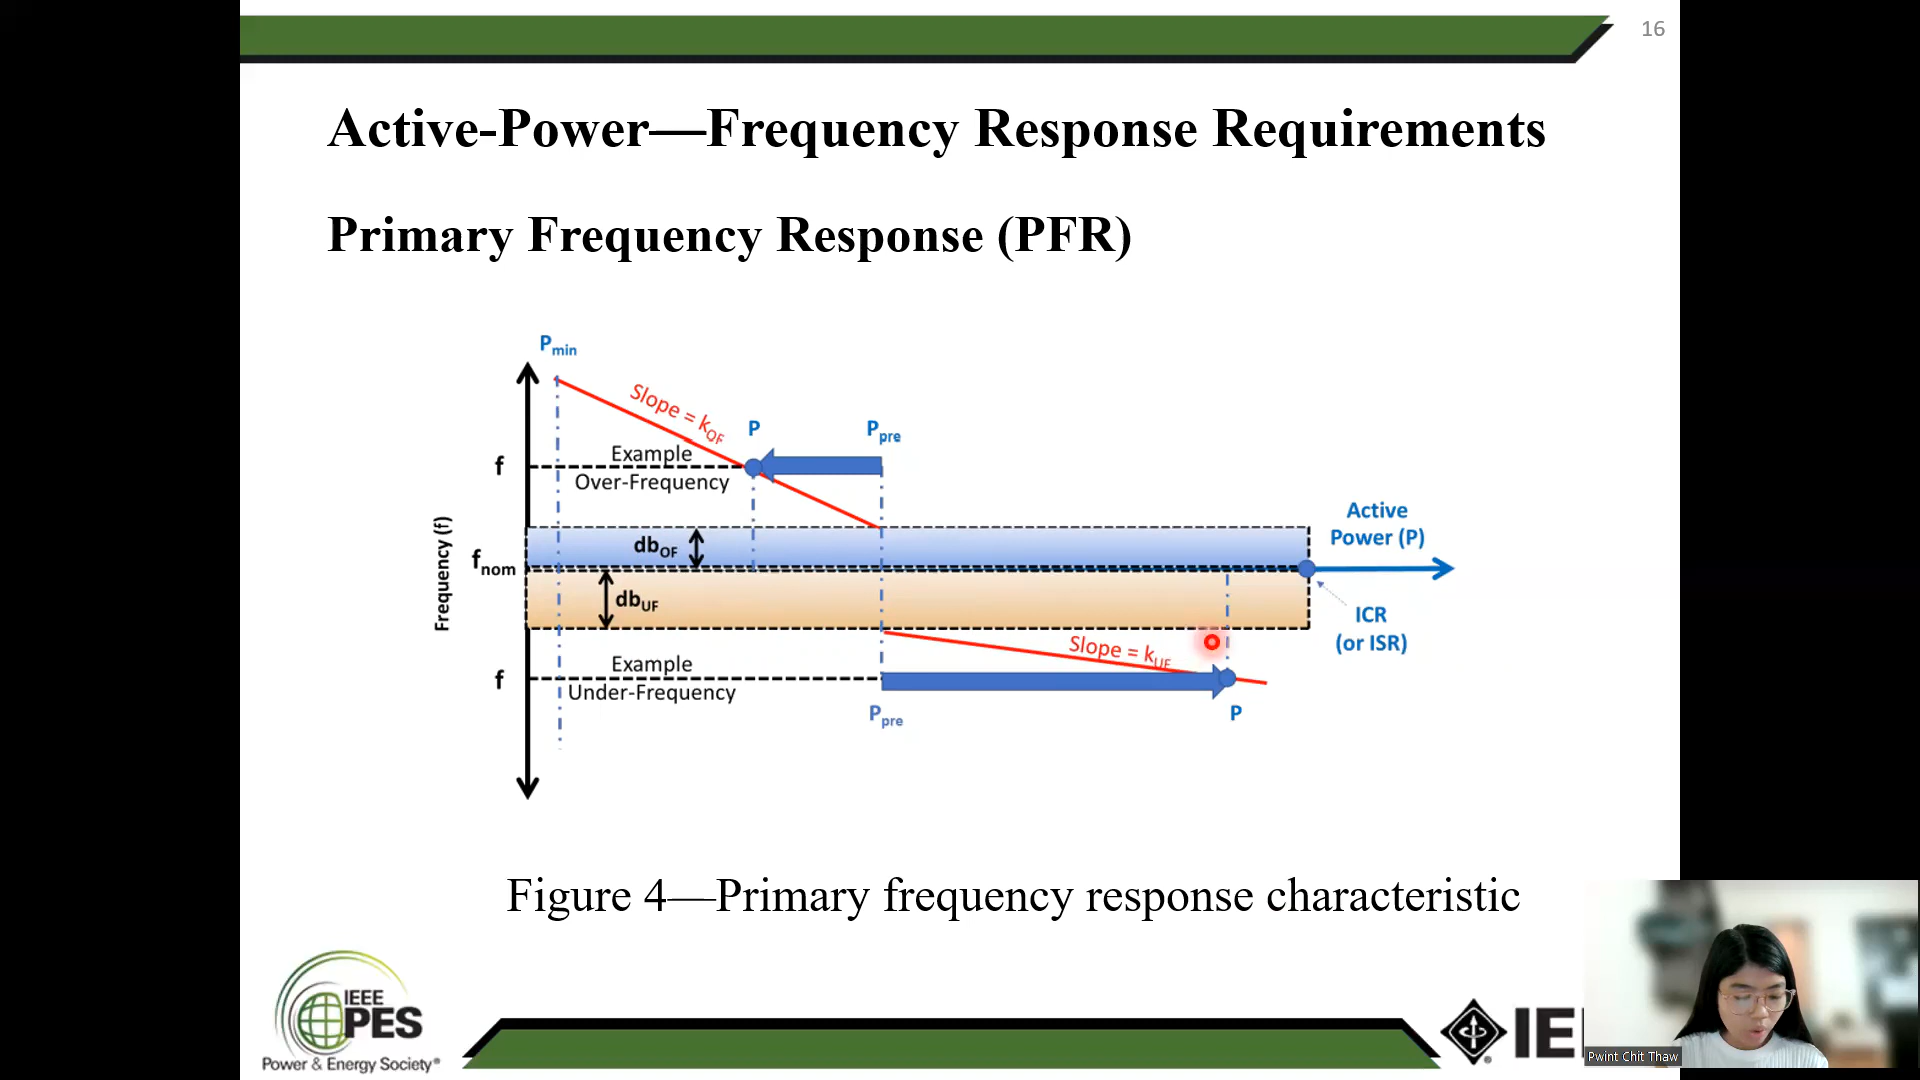 16
Active-Power—Frequency Response Requirements
Primary Frequency Response (PFR)
Pmin
Slope = kOF
P
Ppre
f
Example
Over-Frequency
Active
Power (P)
dbOF
fnom
Frequency (f)
dbUF
ICR
(or ISR)
Slope = kUF
f
Example
Under-Frequency
Ppre
P
Figure 4—Primary frequency response characteristic
IEEE
PES
Power & Energy Society®
IE
Pwint Chit Thaw